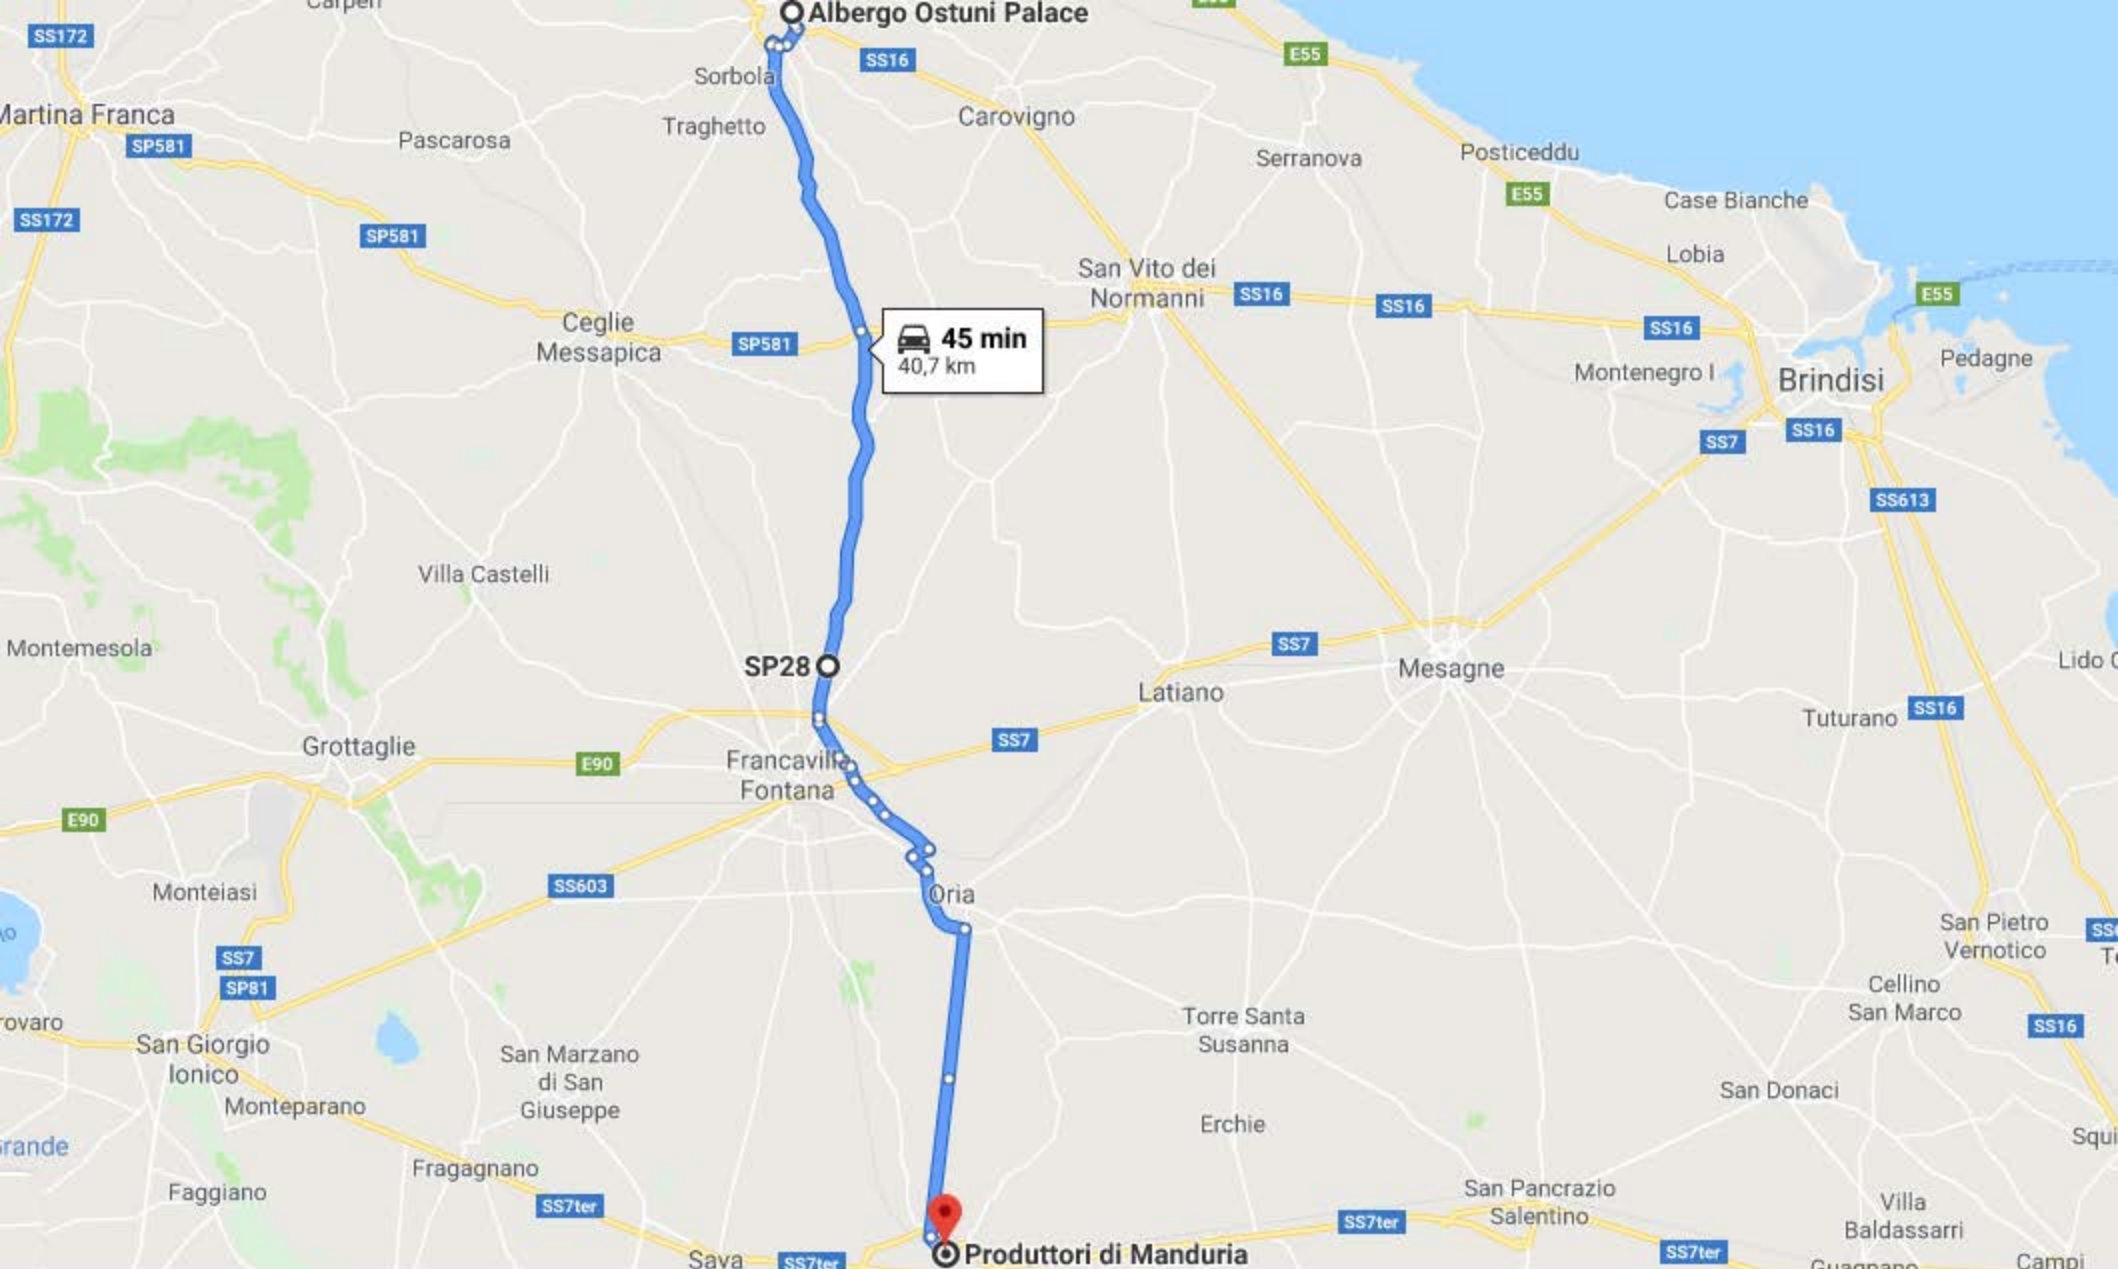 Albergo Ostuni Palace
E55
SS172
SS16
Sorbola
Martina Franca
SP581
Pascarosa
Traghetto
Carovigno
Serranova
Posticeddu
E55
Case Bianche
SS172
SP581
Lobia
San Vito dei
Normanni
SS16
SS16
E55
Ceglie
Messapica
SP581
45 min
40,7 km
SS16
Pedagne
Montenegro I
Brindisi
SS7
SS16
SS613
Villa Castelli
Montemesola
SS7
SP28
Mesagne
Lido
Latiano
SS16
Tuturano
Grottaglie
SS7
E90
Francavilla
Fontana
E90
SS603
Monteiasi
Oria
San Pietro
Vernotico
SS7
SP81
Cellino
San Marco
San Giorgio
Ionico
Torre Santa
Susanna
SS16
San Marzano
di San
Giuseppe
Monteparano
San Donaci
Erchie
Squi
Grande
Fragagnano
Faggiano
SS7ter
San Pancrazio
Salentino
SS7ter
Villa
Baldassarri
Produttori di Manduria
Sava
SS7ter
SS7ter
Campi